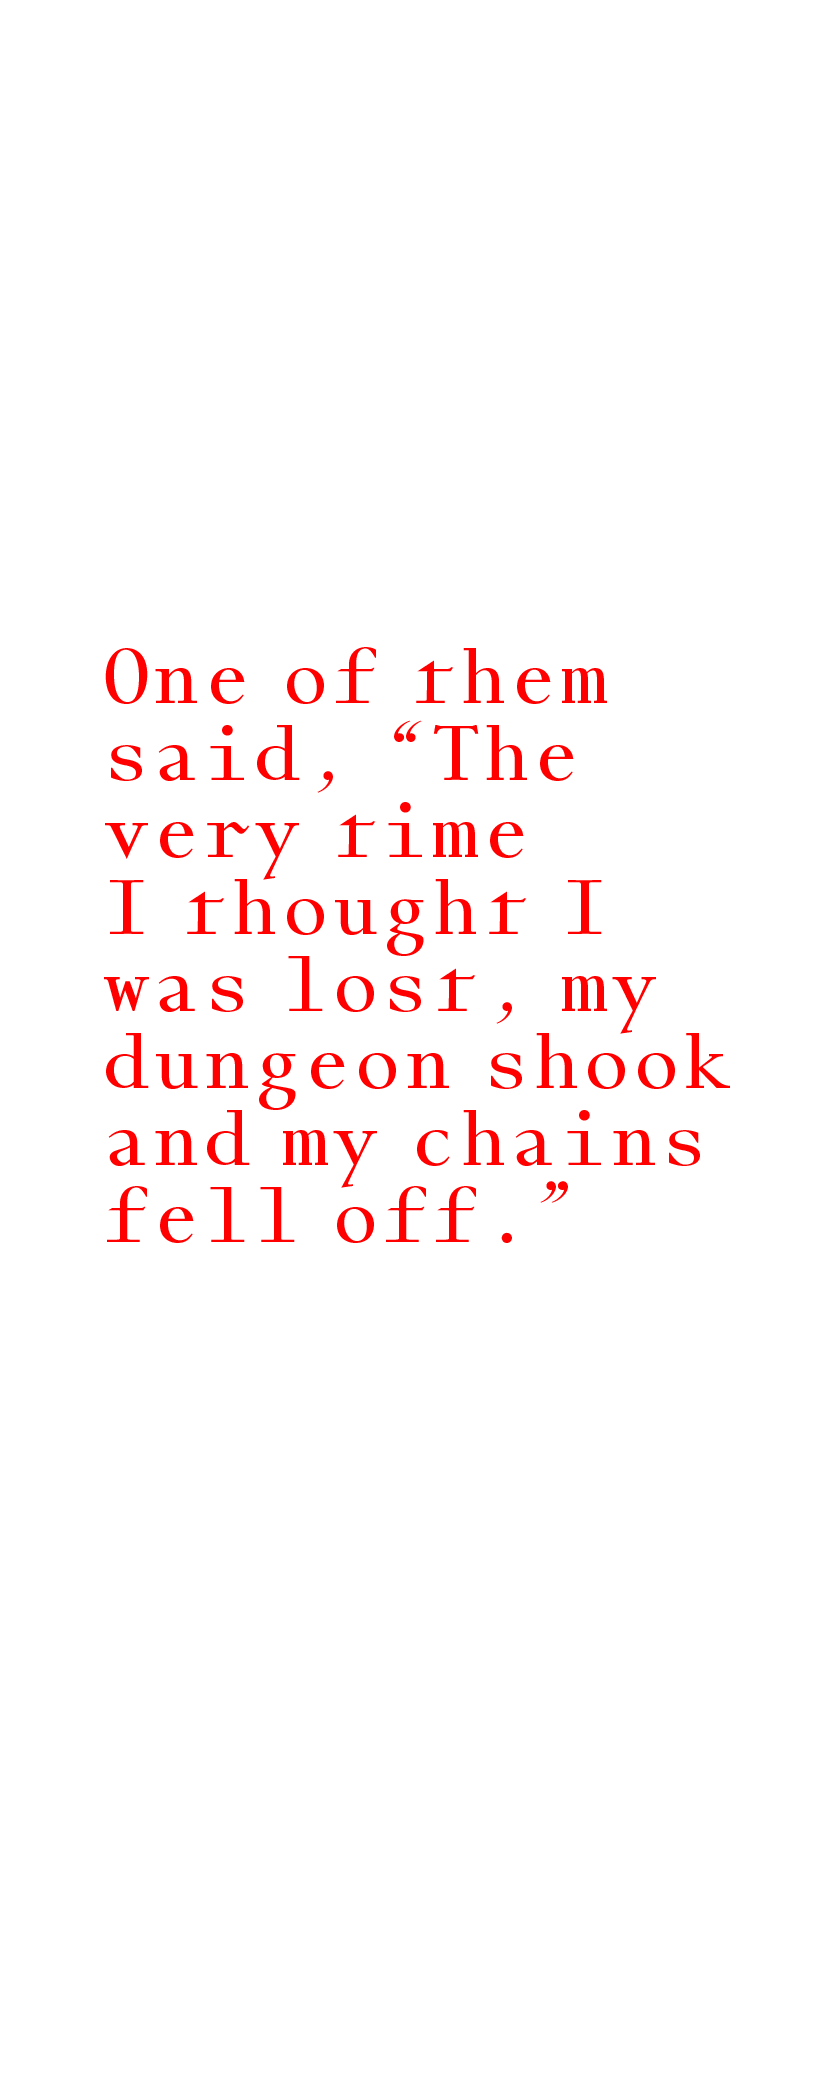 One of them
said, “The
very time
I thought I
was lost, my
dungeon shook
and my chains
fell off.”